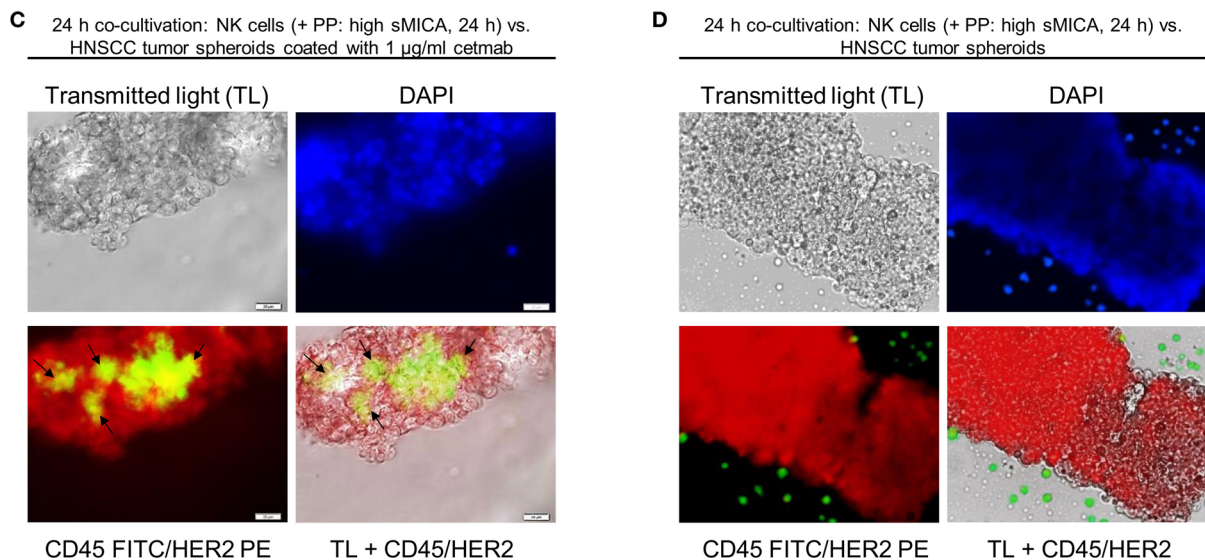 C
24 h co-cultivation: NK cells (+ PP: high sMICA, 24 h) vs.
HNSCC tumor spheroids coated with 1 µg/ml cetmab
Transmitted light (TL)
DAPI
CD45 FITC/HER2 PE
TL + CD45/HER2
D
24 h co-cultivation: NK cells (+ PP: high sMICA, 24 h) vs.
HNSCC tumor spheroids
Transmitted light (TL)
DAPI
CD45 FITC/HER2 PE
TL + CD45/HER2